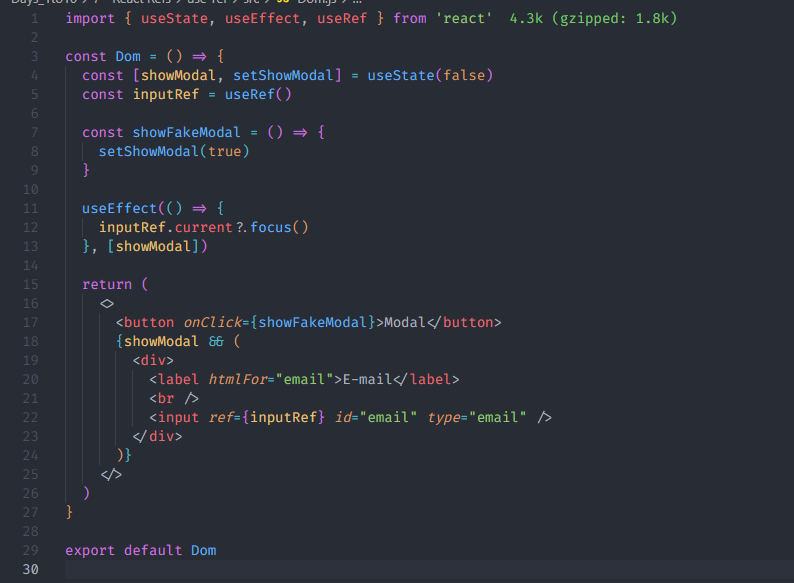 React Refs
src
Dom.js
1 import { useState, useEffect, useRef } from 'react' 4.3k (gzipped: 1.8k)
2
3 const Dom = () => {
4 const [showModal, setShowModal] = useState(false)
5 const inputRef = useRef()
6
7 const showFakeModal = () => {
8 setShowModal(true)
9 }
10
11 useEffect(() => {
12 inputRef.current?.focus()
13 }, [showModal])
14
15 return (
16 <>
17 <button onClick={showFakeModal}>Modal</button>
18 {showModal && (
19 <div>
20 <label htmlFor="email">E-mail</label>
21 <br />
22 <input ref={inputRef} id="email" type="email" />
23 </div>
24 )}
25 </>
26 )
27 }
28
29 export default Dom
30